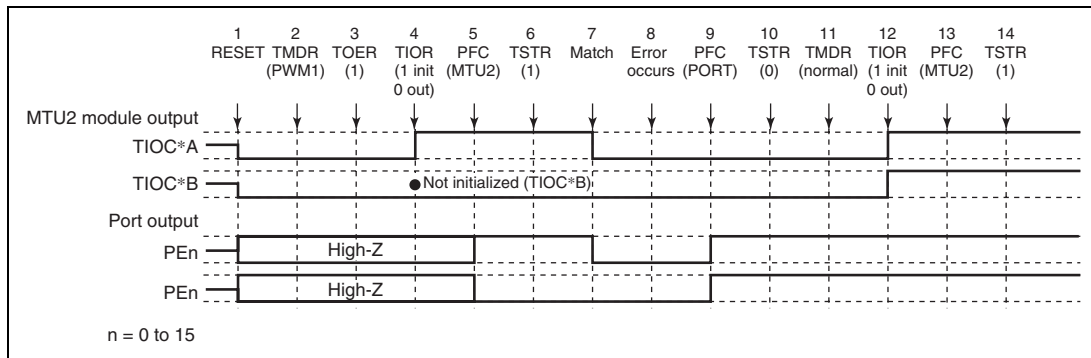 1 2 3 4 5 6 7 8 9 10 11 12 13 14
RESET TMDR TOER TIOR PFC TSTR Match Error PFC TSTR TMDR TIOR PFC TSTR
(PWM1) (1) (1 init (MTU2) (1) occurs (PORT) (0) (normal) (1 init (MTU2) (1)
0 out) 0 out)
MTU2 module output
TIOC*A
TIOC*B
Not initialized (TIOC*B)
Port output
PEn
High-Z
PEn
High-Z
n = 0 to 15